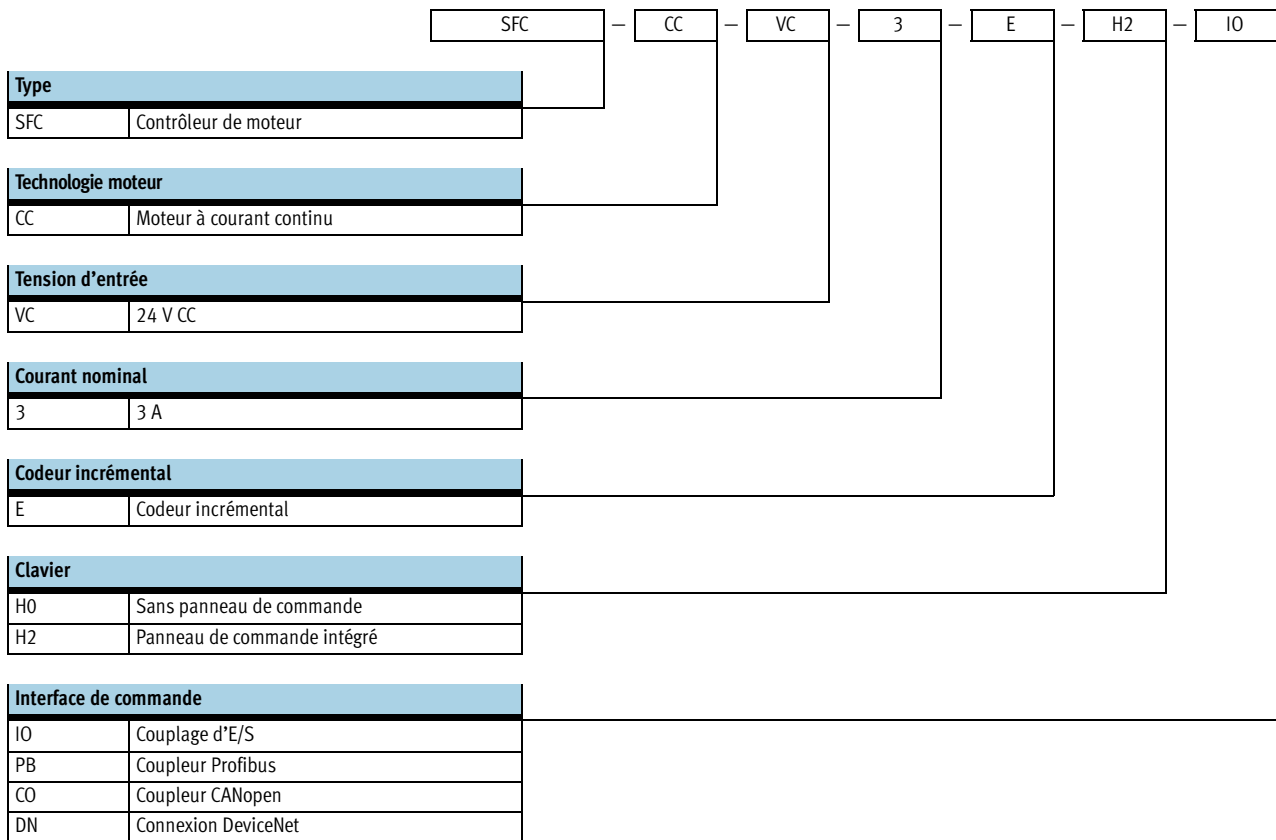 SFC – CC – VC – 3 – E – H2 – IO
Type
SFC Contrôleur de moteur
Technologie moteur
CC Moteur à courant continu
Tension d’entrée
VC 24 V CC
Courant nominal
3 3 A
Codeur incrémental
E Codeur incrémental
Clavier
H0 Sans panneau de commande
H2 Panneau de commande intégré
Interface de commande
IO Couplage d’E/S
PB Coupleur Profibus
CO Coupleur CANopen
DN Connexion DeviceNet